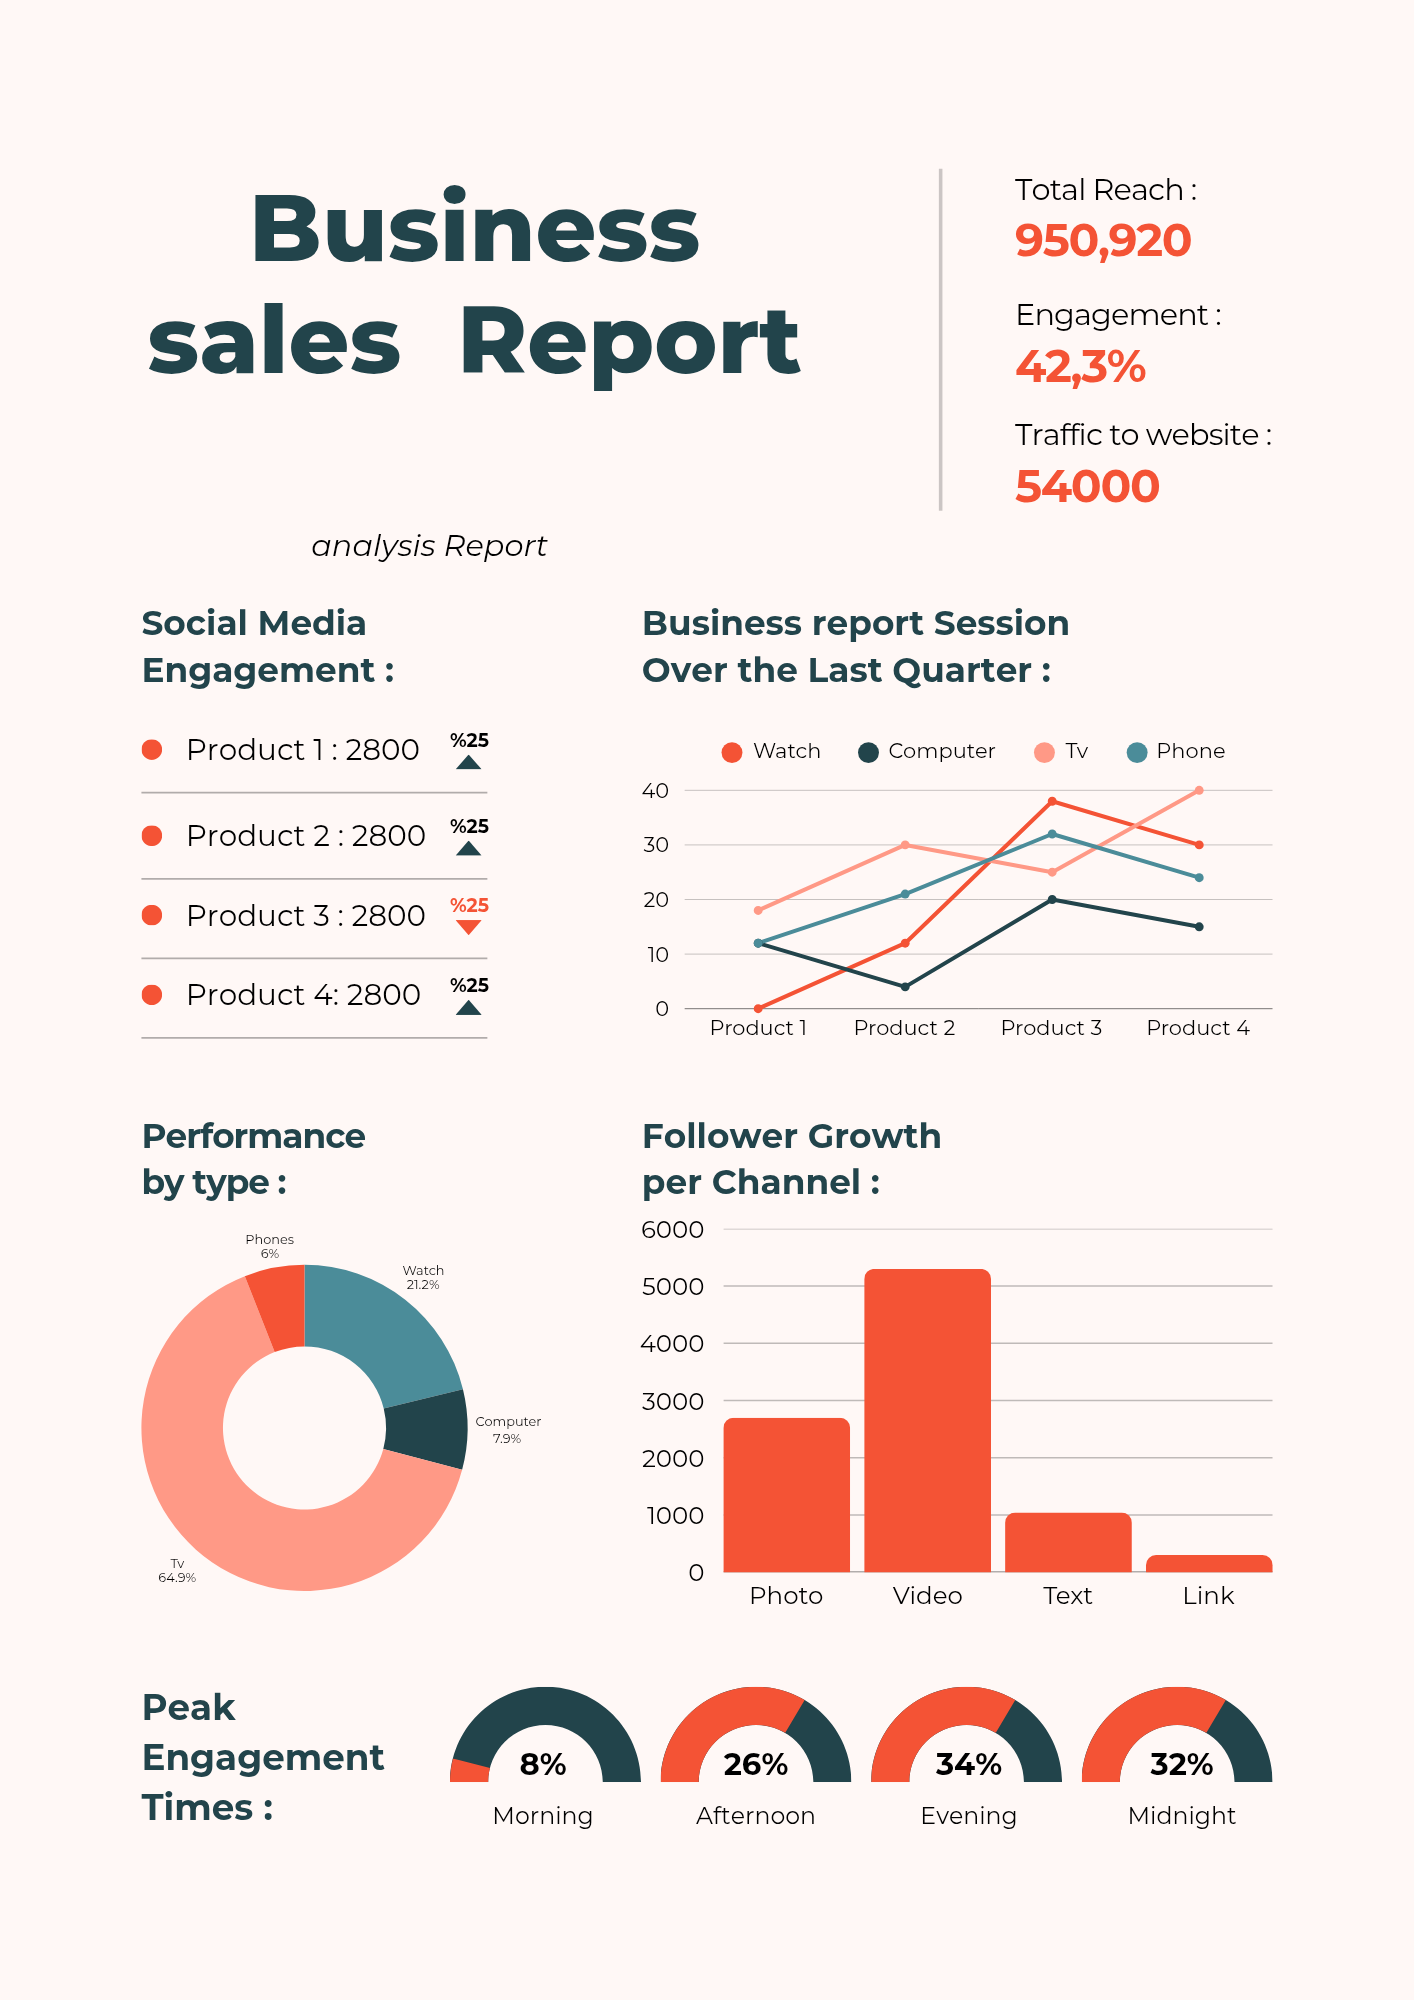 Business
sales Report
Total Reach :
950,920
Engagement :
42,3%
Traffic to website :
54000
analysis Report
Social Media
Engagement :
Product 1 : 2800
%25
Product 2 : 2800
%25
Product 3 : 2800
%25
Product 4: 2800
%25
Business report Session
Over the Last Quarter :
Watch Computer Tv Phone
40
30
20
10
0
Product 1 Product 2 Product 3 Product 4
Performance
by type :
Phones
6%
Watch
21.2%
Computer
7.9%
Tv
64.9%
Follower Growth
per Channel :
6000
5000
4000
3000
2000
1000
0
Photo Video Text Link
Peak
Engagement
Times :
8%
Morning
26%
Afternoon
34%
Evening
32%
Midnight